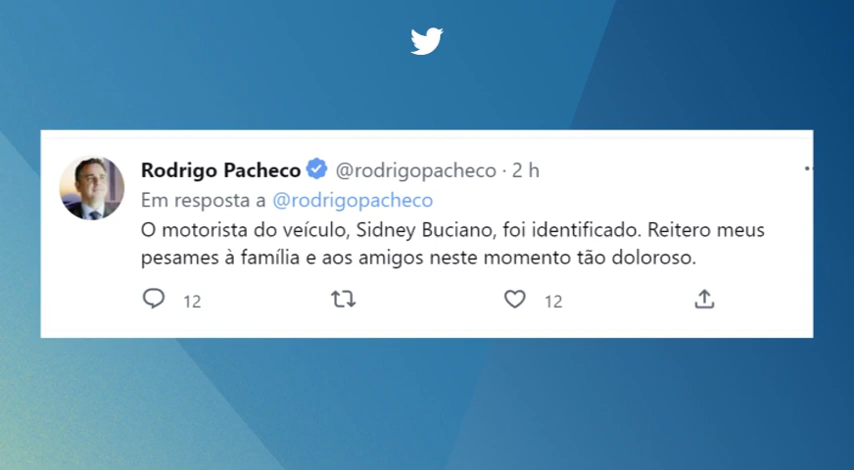 Rodrigo Pacheco @rodrigopacheco · 2 h
Em resposta a @rodrigopacheco
O motorista do veículo, Sidney Buciano, foi identificado. Reitero meus
pesames à família e aos amigos neste momento tão doloroso.
12 12